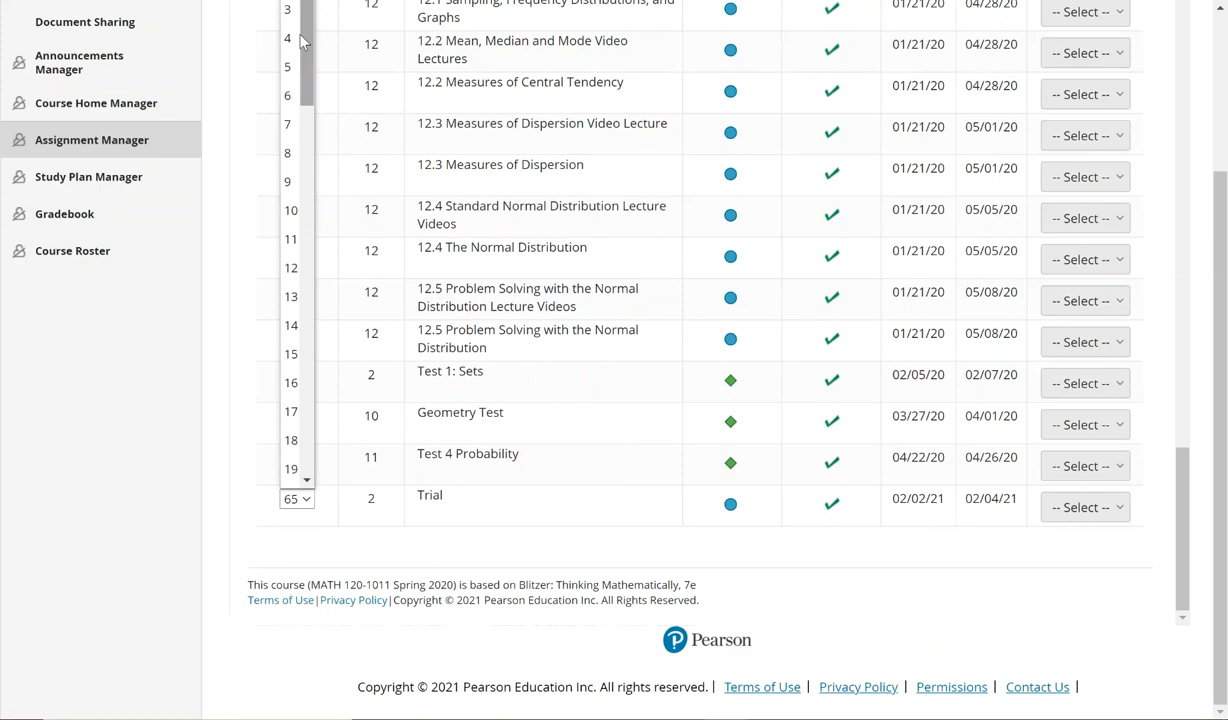 Document Sharing
Announcements
Manager
Course Home Manager
Assignment Manager
Study Plan Manager
Gradebook
Course Roster
3
4
5
6
7
8
9
10
11
12
13
14
15
16
17
18
19
65
12 12.1 Sampling, Frequency Distributions, and
Graphs 01/21/20 04/28/20 -- Select --
12 12.2 Mean, Median and Mode Video
Lectures 01/21/20 04/28/20 -- Select --
12 12.2 Measures of Central Tendency 01/21/20 04/28/20 -- Select --
12 12.3 Measures of Dispersion Video Lecture 01/21/20 05/01/20 -- Select --
12 12.3 Measures of Dispersion 01/21/20 05/01/20 -- Select --
12 12.4 Standard Normal Distribution Lecture
Videos 01/21/20 05/05/20 -- Select --
12 12.4 The Normal Distribution 01/21/20 05/05/20 -- Select --
12 12.5 Problem Solving with the Normal
Distribution Lecture Videos 01/21/20 05/08/20 -- Select --
12 12.5 Problem Solving with the Normal
Distribution 01/21/20 05/08/20 -- Select --
2 Test 1: Sets 02/05/20 02/07/20 -- Select --
10 Geometry Test 03/27/20 04/01/20 -- Select --
11 Test 4 Probability 04/22/20 04/26/20 -- Select --
2 Trial 02/02/21 02/04/21 -- Select --
This course (MATH 120-1011 Spring 2020) is based on Blitzer: Thinking Mathematically, 7e
Terms of Use|Privacy Policy|Copyright © 2021 Pearson Education Inc. All Rights Reserved.
P Pearson
Copyright © 2021 Pearson Education Inc. All rights reserved. | Terms of Use | Privacy Policy | Permissions | Contact Us |